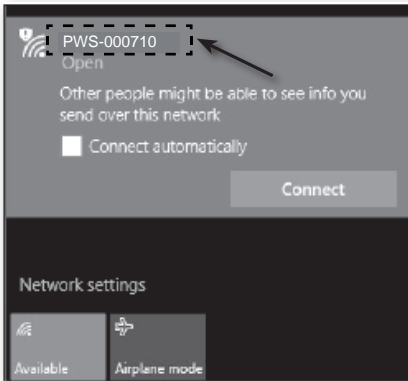 PWS-000710
Open
Other people might be able to see info you
send over this network
Connect automatically
Connect
Network settings
Available
Airplane mode